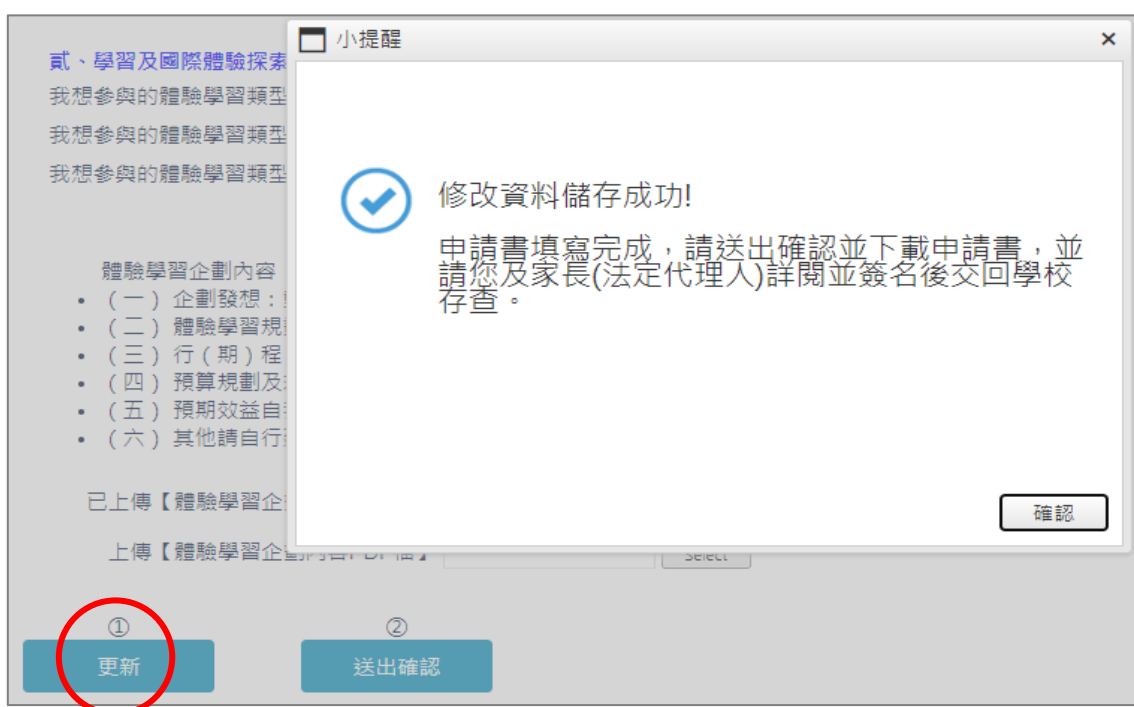 小提醒
×
貳、學習及國際體驗探索
我想參與的體驗學習類型
我想參與的體驗學習類型
我想參與的體驗學習類型
修改資料儲存成功!
申請書填寫完成，請送出確認並下載申請書，並
請您及家長(法定代理人)詳閱並簽名後交回學校
存查。
體驗學習企劃內容
• (一) 企劃發想：
• (二) 體驗學習規
• (三) 行(期)程
• (四) 預算規劃及
• (五) 預期效益自
• (六) 其他請自行
確認
已上傳【體驗學習企
上傳【體驗學習企劃內容PDF檔】 Select
① ②
更新 送出確認